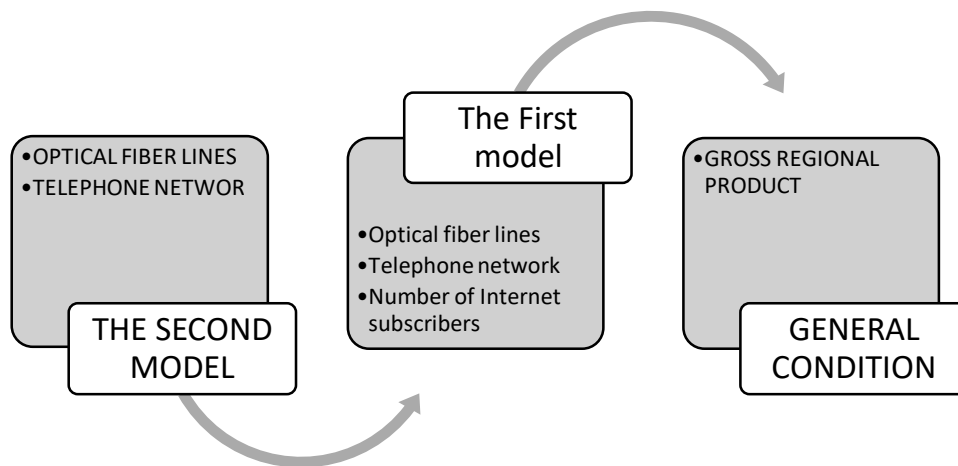 •OPTICAL FIBER LINES
•TELEPHONE NETWOR
THE SECOND
MODEL
The First
model
•Optical fiber lines
•Telephone network
•Number of Internet
subscribers
•GROSS REGIONAL
PRODUCT
GENERAL
CONDITION